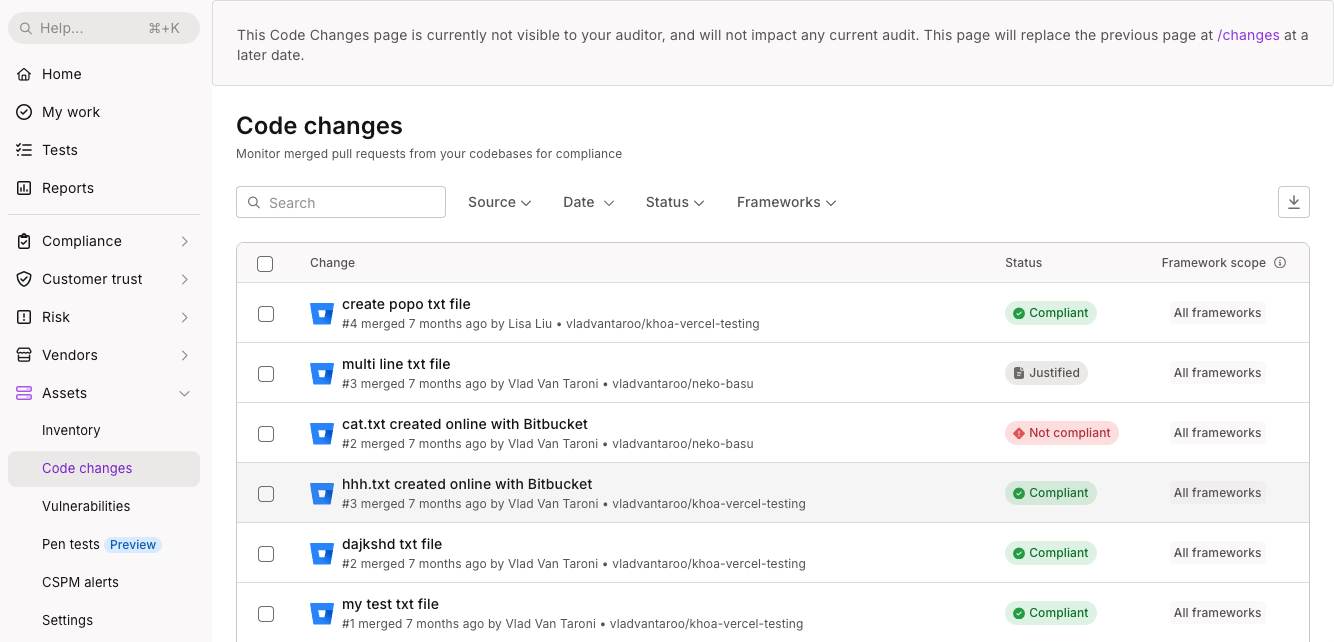 Help... ⌘+K
Home
My work
Tests
Reports
Compliance
Customer trust
Risk
Vendors
Assets
Inventory
Code changes
Vulnerabilities
Pen tests Preview
CSPM alerts
Settings
This Code Changes page is currently not visible to your auditor, and will not impact any current audit. This page will replace the previous page at /changes at a
later date.
Code changes
Monitor merged pull requests from your codebases for compliance
Search Source Date Status Frameworks
Change Status Framework scope
create popo txt file
#4 merged 7 months ago by Lisa Liu • vladvantaroo/khoa-vercel-testing
Compliant All frameworks
multi line txt file
#3 merged 7 months ago by Vlad Van Taroni • vladvantaroo/neko-basu
Justified All frameworks
cat.txt created online with Bitbucket
#2 merged 7 months ago by Vlad Van Taroni • vladvantaroo/neko-basu
Not compliant All frameworks
hhh.txt created online with Bitbucket
#3 merged 7 months ago by Vlad Van Taroni • vladvantaroo/khoa-vercel-testing
Compliant All frameworks
dajkshd txt file
#2 merged 7 months ago by Vlad Van Taroni • vladvantaroo/khoa-vercel-testing
Compliant All frameworks
my test txt file
#1 merged 7 months ago by Vlad Van Taroni • vladvantaroo/khoa-vercel-testing
Compliant All frameworks